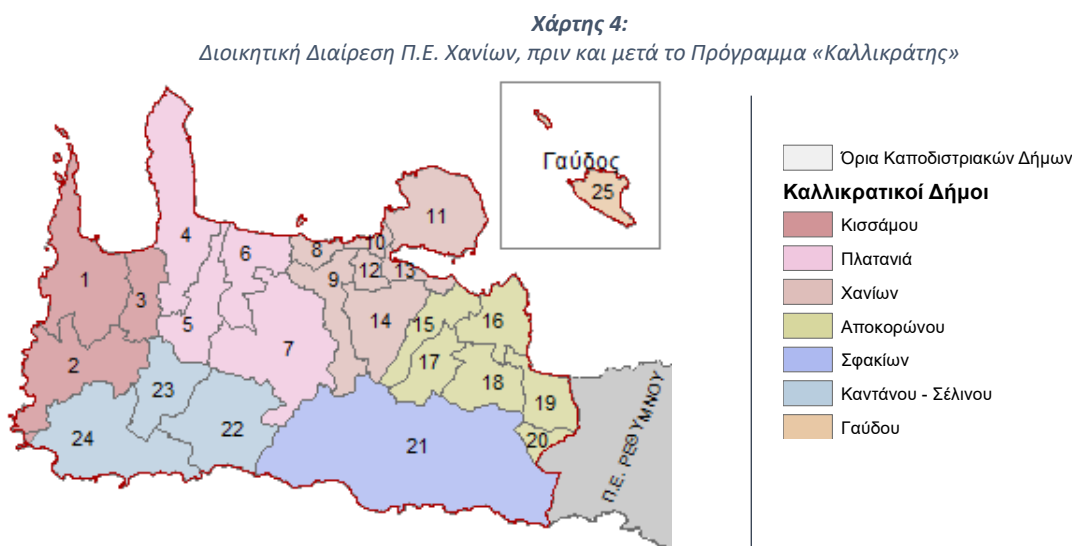 Χάρτης 4:
Διοικητική Διαίρεση Π.Ε. Χανίων, πριν και μετά το Πρόγραμμα «Καλλικράτης»
Γαύδος
25
11
4
6
8
10
9
12
13
1
3
14
15
16
5
7
2
17
18
23
19
24
22
21
20
Π.Ε. ΡΕΘΥΜΝΟΥ
Όρια Καποδιστριακών Δήμων
Καλλικρατικοί Δήμοι
Κισσάμου
Πλατανιά
Χανίων
Αποκορώνου
Σφακίων
Καντάνου - Σέλινου
Γαύδου